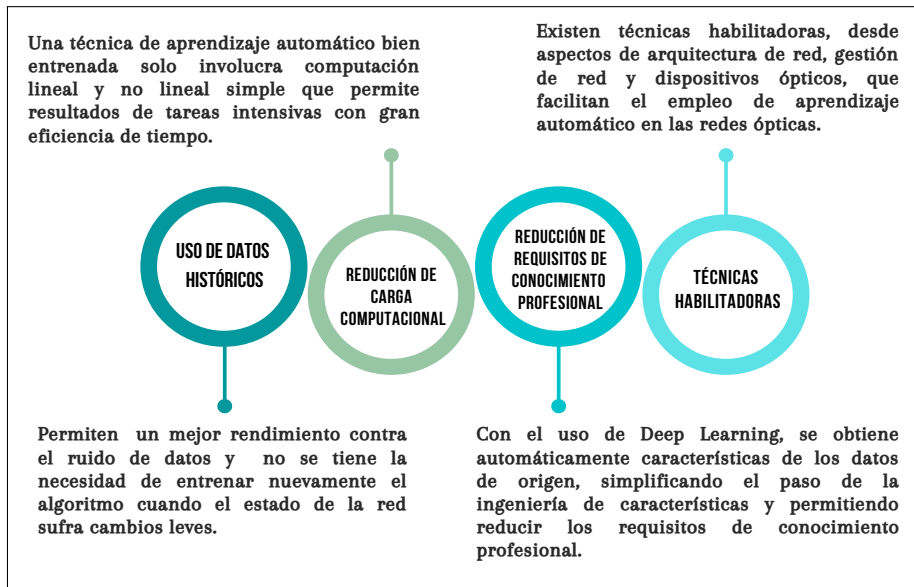 Una técnica de aprendizaje automático bien
entrenada solo involucra computación
lineal y no lineal simple que permite
resultados de tareas intensivas con gran
eficiencia de tiempo.
Existen técnicas habilitadoras, desde
aspectos de arquitectura de red, gestión
de red y dispositivos ópticos, que
facilitan el empleo de aprendizaje
automático en las redes ópticas.
USO DE DATOS
HISTÓRICOS
REDUCCIÓN DE
CARGA
COMPUTACIONAL
REDUCCIÓN DE
REQUISITOS DE
CONOCIMIENTO
PROFESIONAL
TÉCNICAS
HABILITADORAS
Permiten un mejor rendimiento contra
el ruido de datos y no se tiene la
necesidad de entrenar nuevamente el
algoritmo cuando el estado de la red
sufra cambios leves.
Con el uso de Deep Learning, se obtiene
automáticamente características de los datos
de origen, simplificando el paso de la
ingeniería de características y permitiendo
reducir los requisitos de conocimiento
profesional.